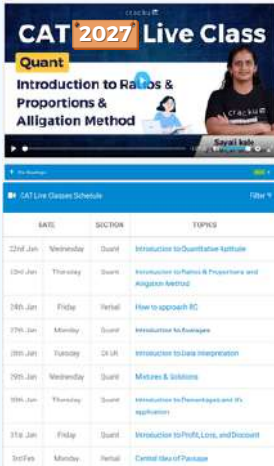 cracku
CAT 2027 Live Class
Quant
Introduction to Ratios &
Proportions &
Alligation Method
cracku
Sayali kale
CAT Live Classes Schedule
Filter
DATE SECTION TOPICS
22nd Jan Wednesday Quant Introduction to Quantitative Aptitude
23rd Jan Thursday Quant Introduction to Ratios & Proportions and
Alligation Method
24th Jan Friday Verbal How to approach RC
27th Jan Monday Quant Introduction to Averages
28th Jan Tuesday DI-LR Introduction to Data Interpretation
29th Jan Wednesday Quant Mixtures & Solutions
30th Jan Thursday Quant Introduction to Percentages and it's
application
31st Jan Friday Quant Introduction to Profit, Loss, and Discount
3rd Feb Monday Verbal Central Idea of Passage